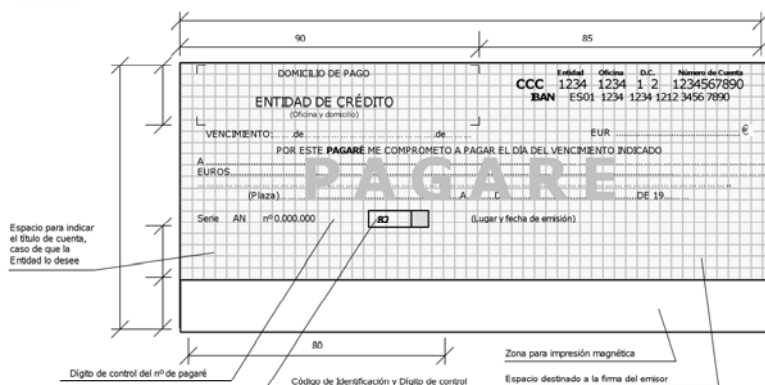 90 85
DOMICILIO DE PAGO
ENTIDAD DE CRÉDITO
(Oficina y domicilio)
Entidad Oficina D.C. Número de Cuenta
CCC 1234 1234 1 2 1234567890
IBAN ES01 1234 1234 1212 3456 7890
VENCIMIENTO: de de EUR €
POR ESTE PAGARÉ ME COMPROMETO A PAGAR EL DÍA DEL VENCIMIENTO INDICADO
A
EUROS
PAGARE
(Plaza) A D DE 19
Serie AN nº 0.000.000 82 (Lugar y fecha de emisión)
Espacio para indicar
el título de cuenta,
caso de que la
Entidad lo desee
80
Zona para impresión magnética
Dígito de control del nº de pagaré
Código de Identificación y Dígito de control
Espacio destinado a la firma del emisor